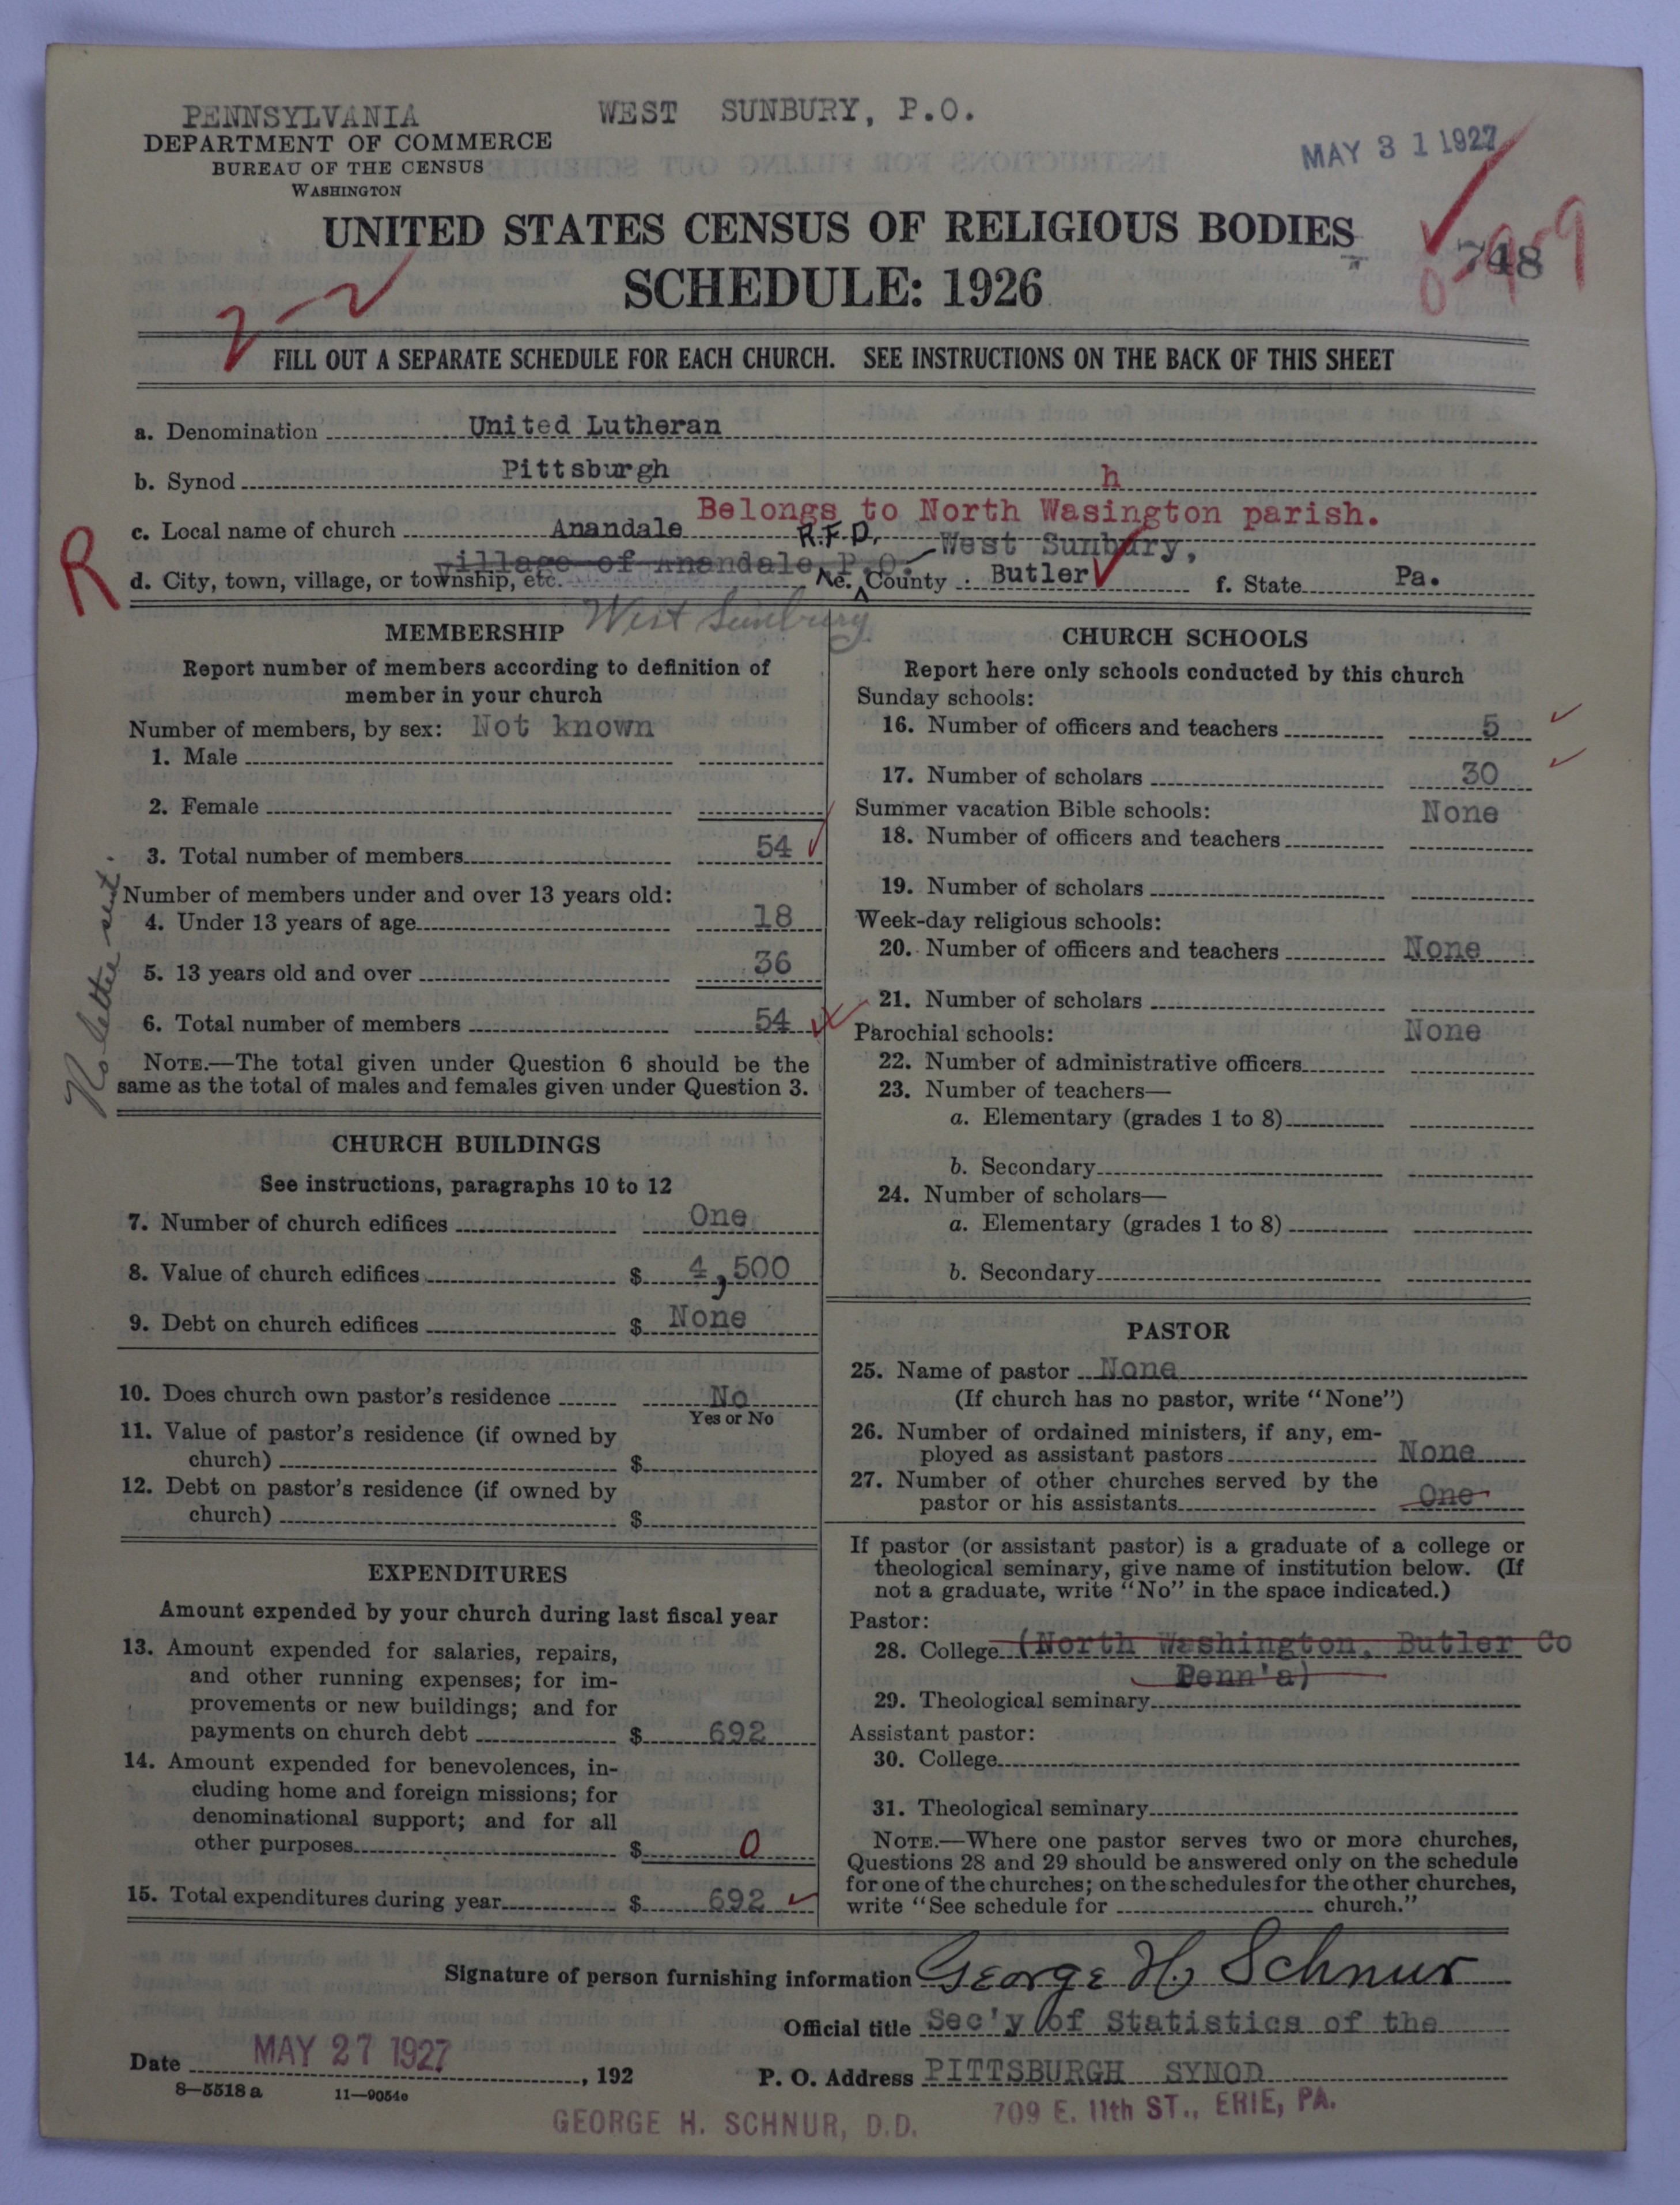 PENNSYLVANIA WEST SUNBURY, P.O.
DEPARTMENT OF COMMERCE
BUREAU OF THE CENSUS
WASHINGTON
MAY 31 1927
UNITED STATES CENSUS OF RELIGIOUS BODIES
SCHEDULE: 1926
748
FILL OUT A SEPARATE SCHEDULE FOR EACH CHURCH. SEE INSTRUCTIONS ON THE BACK OF THIS SHEET
a. Denomination United Lutheran
b. Synod Pittsburgh
h
Belongs to North Wasington parish.
c. Local name of church Anandale
R.F.D. West Sunbury,
village of Anandale, P.O.
R
d. City, town, village, or township, etc. e. County : Butler f. State Pa.
West Sunbury
MEMBERSHIP
Report number of members according to definition of
member in your church
Number of members, by sex: Not known
1. Male
2. Female
3. Total number of members 54
Number of members under and over 13 years old:
4. Under 13 years of age 18
5. 13 years old and over 36
6. Total number of members 54
NOTE.—The total given under Question 6 should be the
same as the total of males and females given under Question 3.
No letter sent.
CHURCH BUILDINGS
See instructions, paragraphs 10 to 12
7. Number of church edifices One
8. Value of church edifices $ 4,500
9. Debt on church edifices $ None
10. Does church own pastor's residence No
Yes or No
11. Value of pastor's residence (if owned by
church) $
12. Debt on pastor's residence (if owned by
church) $
EXPENDITURES
Amount expended by your church during last fiscal year
13. Amount expended for salaries, repairs,
and other running expenses; for im-
provements or new buildings; and for
payments on church debt $ 692
14. Amount expended for benevolences, in-
cluding home and foreign missions; for
denominational support; and for all
other purposes $ 0
15. Total expenditures during year $ 692
CHURCH SCHOOLS
Report here only schools conducted by this church
Sunday schools:
16. Number of officers and teachers 5
17. Number of scholars 30
Summer vacation Bible schools: None
18. Number of officers and teachers
19. Number of scholars
Week-day religious schools:
20. Number of officers and teachers None
21. Number of scholars
Parochial schools: None
22. Number of administrative officers
23. Number of teachers—
a. Elementary (grades 1 to 8)
b. Secondary
24. Number of scholars—
a. Elementary (grades 1 to 8)
b. Secondary
PASTOR
25. Name of pastor None
(If church has no pastor, write "None")
26. Number of ordained ministers, if any, em-
ployed as assistant pastors None
27. Number of other churches served by the
pastor or his assistants One
If pastor (or assistant pastor) is a graduate of a college or
theological seminary, give name of institution below. (If
not a graduate, write "No" in the space indicated.)
Pastor:
28. College (North Washington, Butler Co
Penn'a)
29. Theological seminary
Assistant pastor:
30. College
31. Theological seminary
NOTE.—Where one pastor serves two or more churches,
Questions 28 and 29 should be answered only on the schedule
for one of the churches; on the schedules for the other churches,
write "See schedule for church."
Signature of person furnishing information George H. Schnur
Official title Sec'y of Statistics of the
Date MAY 27 1927, 192 P. O. Address PITTSBURGH SYNOD
8—5518a 11—9054e
GEORGE H. SCHNUR, D.D. 709 E. 11th ST., ERIE, PA.